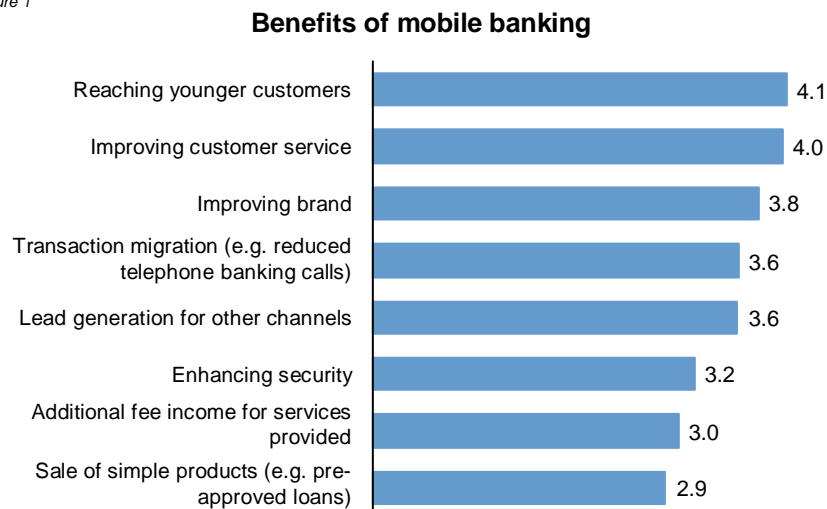 Benefits of mobile banking
Reaching younger customers
4.1
Improving customer service
4.0
Improving brand
3.8
Transaction migration (e.g. reduced
telephone banking calls)
3.6
Lead generation for other channels
3.6
Enhancing security
3.2
Additional fee income for services
provided
3.0
Sale of simple products (e.g. pre-
approved loans)
2.9